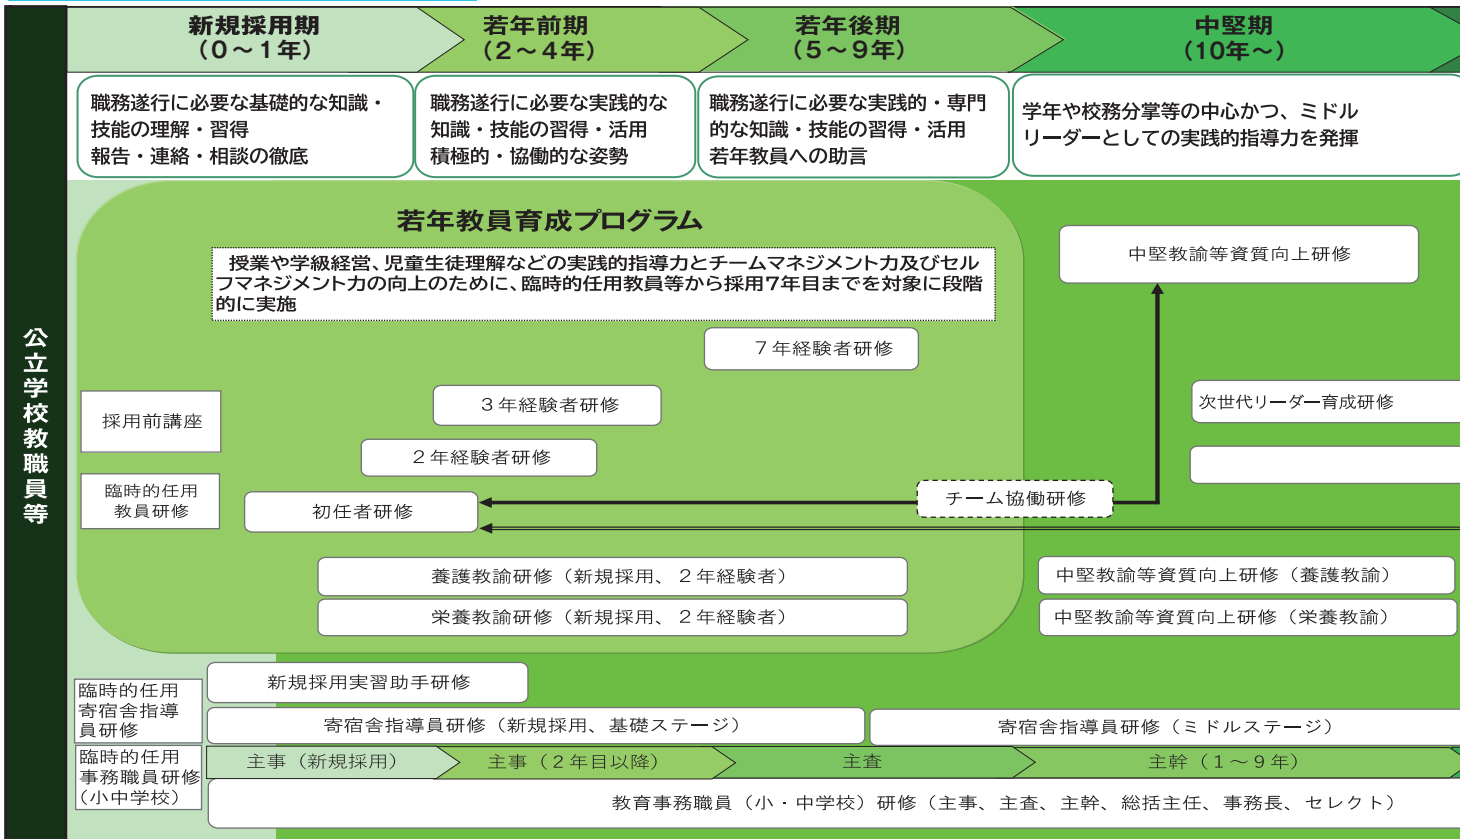 新規採用期
（０～１年）
若年前期
（２～４年）
若年後期
（５～９年）
中堅期
（10年～）
職務遂行に必要な基礎的な知識・
技能の理解・習得
報告・連絡・相談の徹底
職務遂行に必要な実践的な
知識・技能の習得・活用
積極的・協働的な姿勢
職務遂行に必要な実践的・専門
的な知識・技能の習得・活用
若年教員への助言
学年や校務分掌等の中心かつ、ミドル
リーダーとしての実践的指導力を発揮
公立学校教職員等
若年教員育成プログラム
授業や学級経営、児童生徒理解などの実践的指導力とチームマネジメント力及びセル
フマネジメント力の向上のために、臨時的任用教員等から採用7年目までを対象に段階
的に実施
中堅教諭等資質向上研修
７年経験者研修
３年経験者研修
次世代リーダー育成研修
採用前講座
２年経験者研修
臨時的任用
教員研修
初任者研修
チーム協働研修
養護教諭研修（新規採用、２年経験者）
中堅教諭等資質向上研修（養護教諭）
栄養教諭研修（新規採用、２年経験者）
中堅教諭等資質向上研修（栄養教諭）
臨時的任用
寄宿舎指導
員研修
新規採用実習助手研修
寄宿舎指導員研修（新規採用、基礎ステージ）
寄宿舎指導員研修（ミドルステージ）
臨時的任用
事務職員研修
（小中学校）
主事（新規採用）
主事（２年目以降）
主査
主幹（１～９年）
教育事務職員（小・中学校）研修（主事、主査、主幹、総括主任、事務長、セレクト）